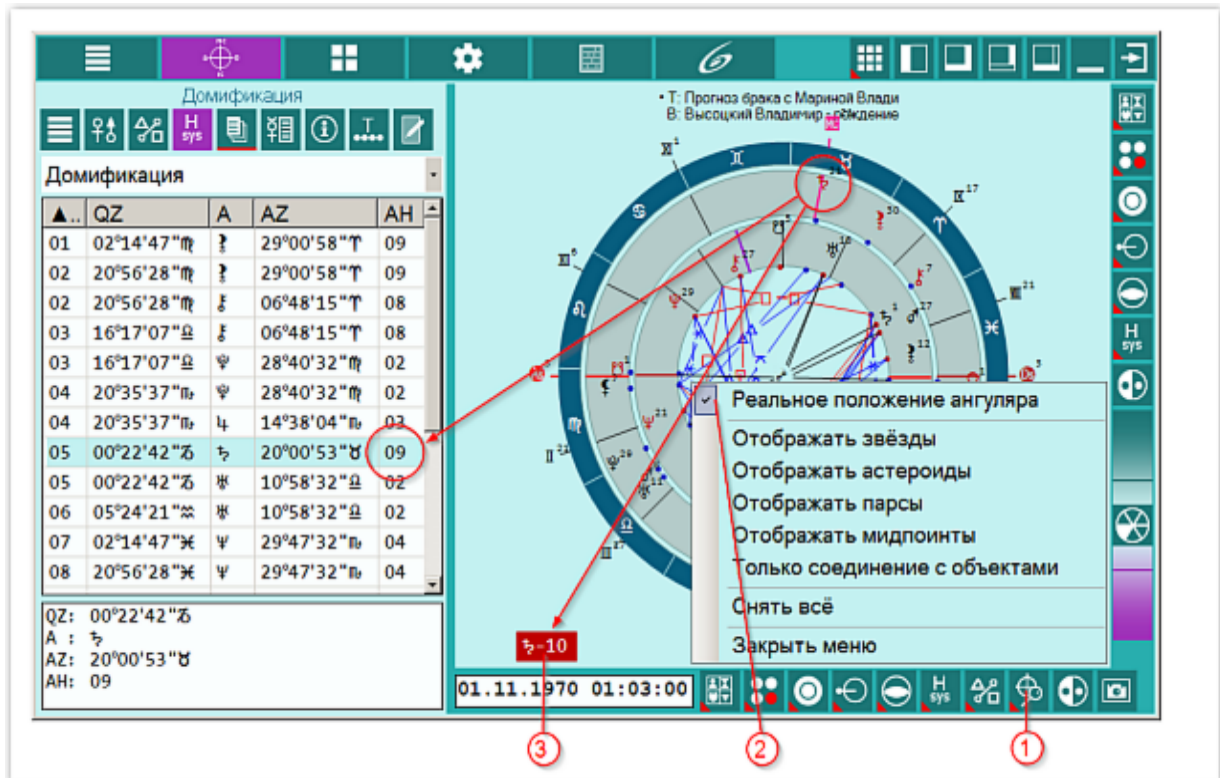 Домификация
• Т: Прогноз брака с Мариной Влади
В: Высоцкий Владимир - рождение
H sys
Домификация
▲.. QZ A AZ AH
01 02°14'47"♍ ⚳ 29°00'58"♈ 09
02 20°56'28"♍ ⚳ 29°00'58"♈ 09
02 20°56'28"♍ ⚷ 06°48'15"♈ 08
03 16°17'07"♎ ⚷ 06°48'15"♈ 08
03 16°17'07"♎ 28°40'32"♍ 02
04 20°35'37"♏ 28°40'32"♍ 02
04 20°35'37"♏ ♃ 14°38'04"♏ 03
05 00°22'42"♑ ♄ 20°00'53"♉ 09
05 00°22'42"♑ ♅ 10°58'32"♎ 02
06 05°24'21"♒ ♅ 10°58'32"♎ 02
07 02°14'47"♓ ♆ 29°47'32"♏ 04
08 20°56'28"♓ ♆ 29°47'32"♏ 04
QZ: 00°22'42"♑
A : ♄
AZ: 20°00'53"♉
AH: 09
Реальное положение ангуляра
Отображать звёзды
Отображать астероиды
Отображать парсы
Отображать мидпоинты
Только соединение с объектами
Снять всё
Закрыть меню
♄-10
01.11.1970 01:03:00
H sys
H sys
3 2 1